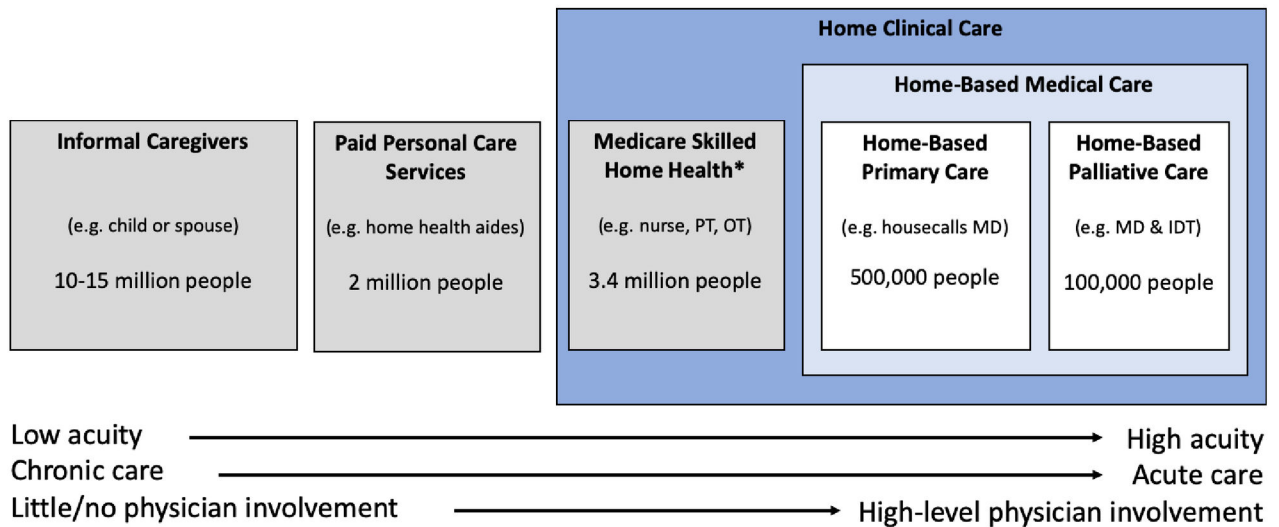 Home Clinical Care
Home-Based Medical Care
Informal Caregivers
(e.g. child or spouse)
10-15 million people
Paid Personal Care
Services
(e.g. home health aides)
2 million people
Medicare Skilled
Home Health*
(e.g. nurse, PT, OT)
3.4 million people
Home-Based
Primary Care
(e.g. housecalls MD)
500,000 people
Home-Based
Palliative Care
(e.g. MD & IDT)
100,000 people
Low acuity
High acuity
Chronic care
Acute care
Little/no physician involvement
High-level physician involvement